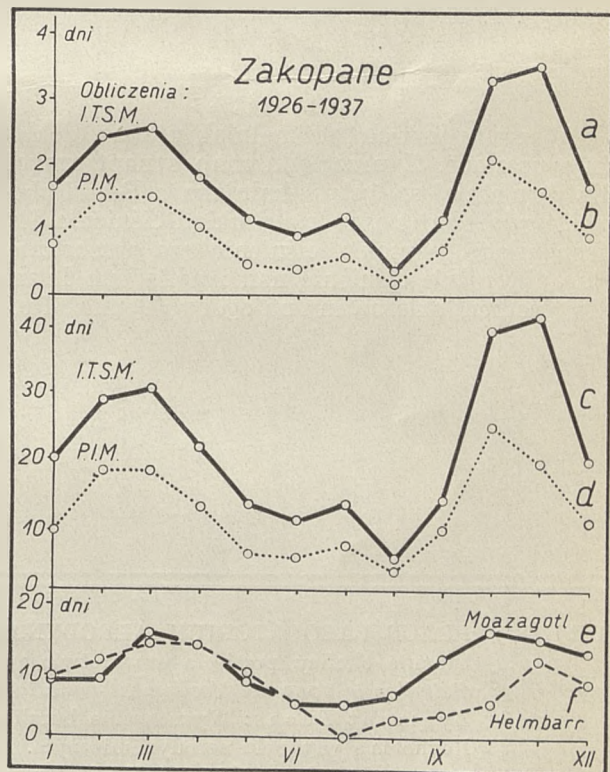 4 dni
Zakopane
1926-1937
Obliczenia :
I.T.S.M.
P.I.M.
a
b
3
2
1
0
40 dni
I.T.S.M.
P.I.M.
c
d
30
20
10
0
20
dni
Moazagotl
e
10
f
Helmbarr
0
I III VI IX XII